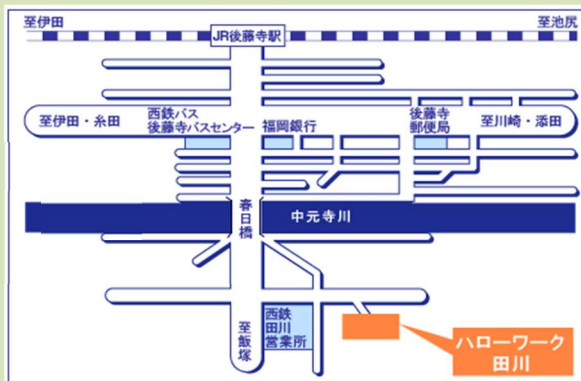 至伊田
至池尻
JR後藤寺駅
至伊田・糸田
西鉄バス
後藤寺バスセンター
福岡銀行
後藤寺
郵便局
至川崎・添田
春日橋
中元寺川
至飯塚
西鉄
田川
営業所
ハローワーク
田川